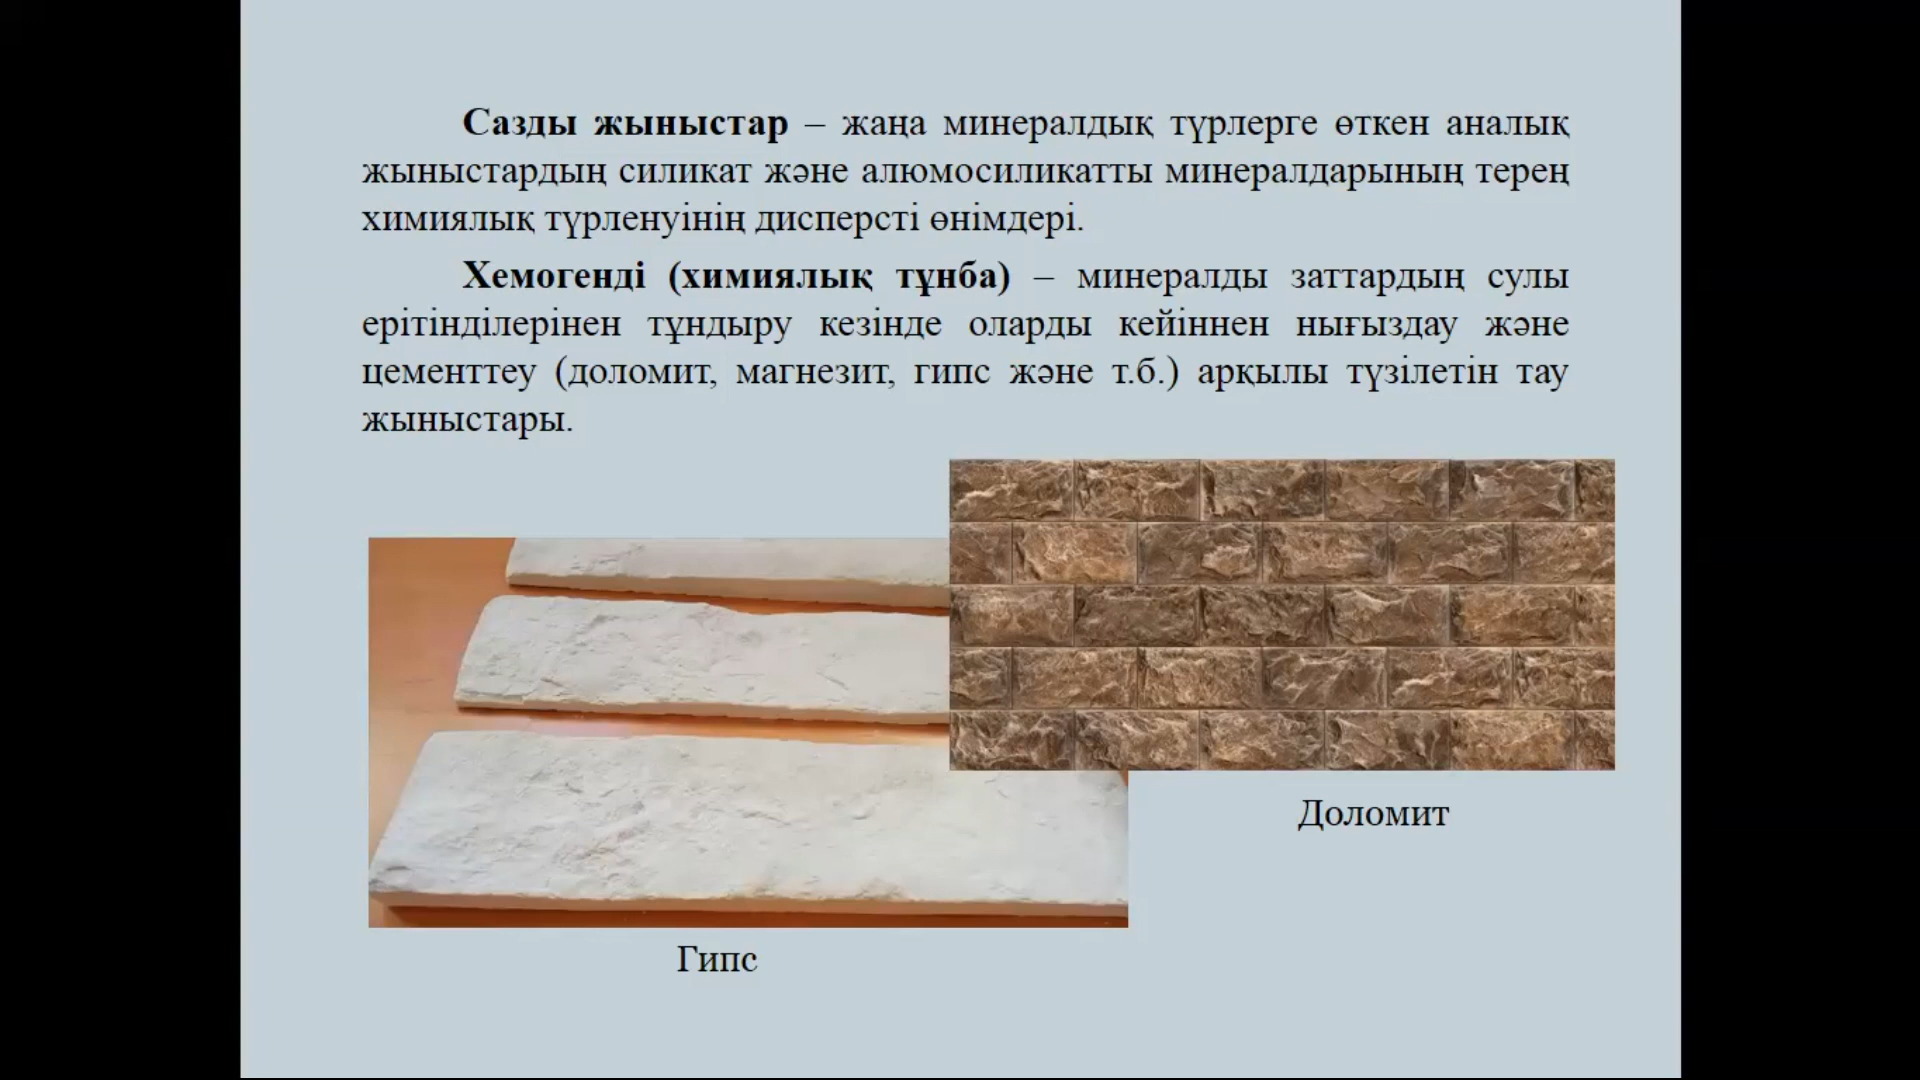 Сазды жыныстар – жаңа минералдық түрлерге өткен аналық
жыныстардың силикат және алюмосиликатты минералдарының терең
химиялық түрленуінің дисперсті өнімдері.
Хемогенді (химиялық тұнба) – минералды заттардың сулы
ерітінділерінен тұндыру кезінде оларды кейіннен нығыздау және
цементтеу (доломит, магнезит, гипс және т.б.) арқылы түзілетін тау
жыныстары.
Доломит
Гипс